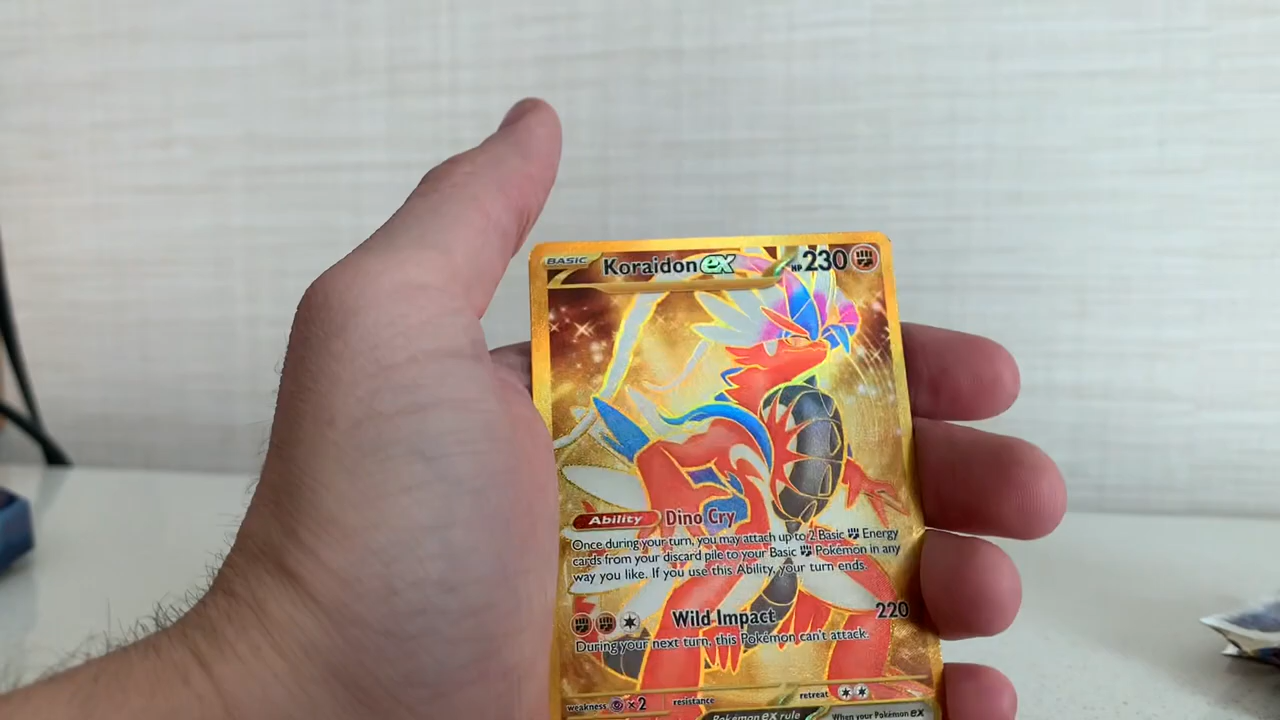 BASIC Koraidon ex HP 230
Ability Dino Cry
Once during your turn, you may attach up to 2 Basic Energy
cards from your discard pile to your Basic Pokémon in any
way you like. If you use this Ability, your turn ends.
Wild Impact 220
During your next turn, this Pokémon can't attack.
weakness ×2 resistance retreat
Pokémon ex rule When your Pokémon ex